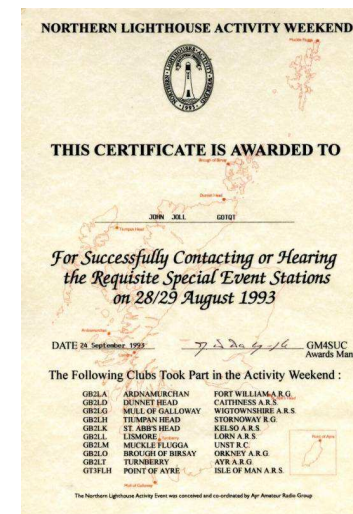 NORTHERN LIGHTHOUSE ACTIVITY WEEKEND
THIS CERTIFICATE IS AWARDED TO
JOHN JOLL G0TQT
For Successfully Contacting or Hearing
the Requisite Special Event Stations
on 28/29 August 1993
DATE 24 September 1993 GM4SUC
Awards Man
The Following Clubs Took Part in the Activity Weekend :
GB2LA ARDNAMURCHAN FORT WILLIAM A.R.G.
GB2LD DUNNET HEAD CAITHNESS A.R.S.
GB2LG MULL OF GALLOWAY WIGTOWNSHIRE A.R.S.
GB2LH TIUMPAN HEAD STORNOWAY R.G.
GB2LK ST. ABB'S HEAD KELSO A.R.S.
GB2LL LISMORE LORN A.R.S.
GB2LM MUCKLE FLUGGA UNST R.C.
GB2LO BROUGH OF BIRSAY ORKNEY A.R.G.
GB2LT TURNBERRY AYR A.R.G.
GT3FLH POINT OF AYRE ISLE OF MAN A.R.S.
The Northern Lighthouse Activity Event was conceived and co-ordinated by Ayr Amateur Radio Group